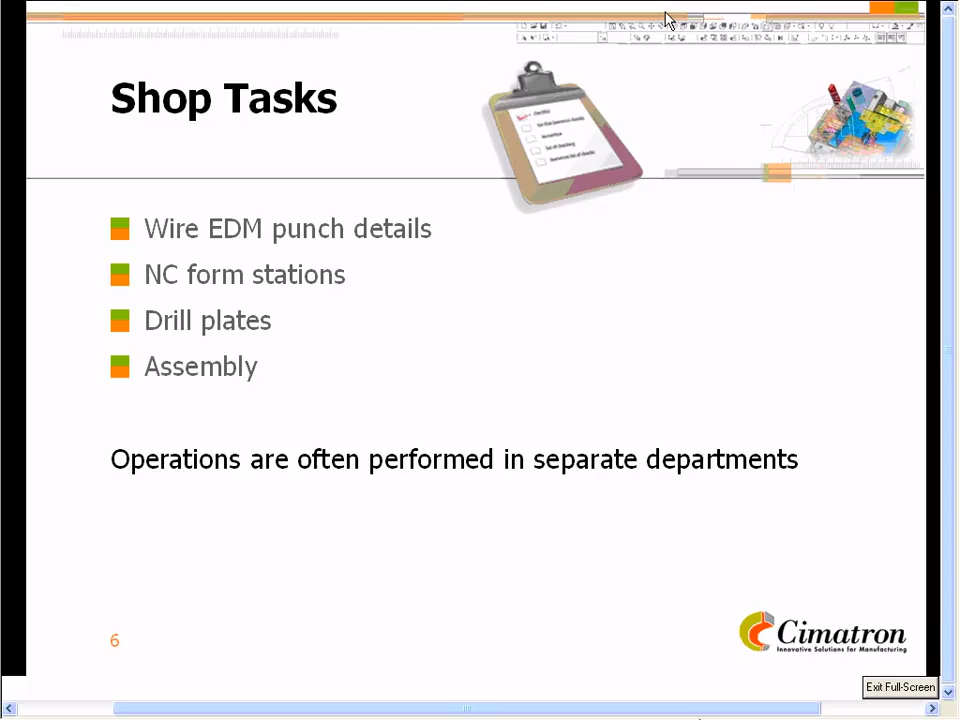 Shop Tasks
Wire EDM punch details
NC form stations
Drill plates
Assembly
Operations are often performed in separate departments
6
Cimatron
Innovative Solutions for Manufacturing
Exit Full-Screen